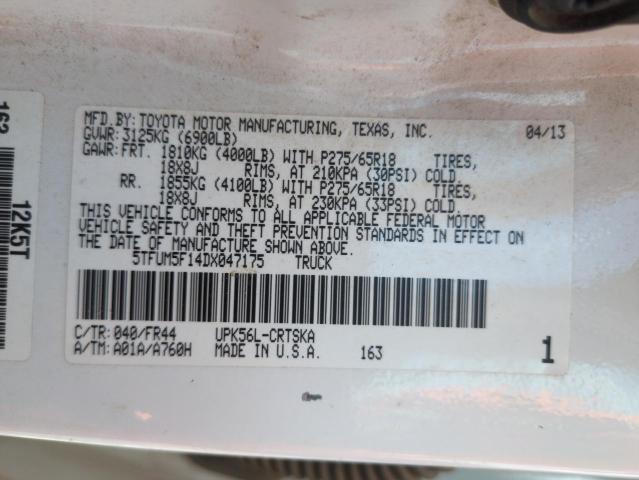 MFD.BY:TOYOTA MOTOR MANUFACTURING, TEXAS, INC. 04/13
GVWR: 3125KG (6900LB)
GAWR:FRT. 1810KG (4000LB) WITH P275/65R18 TIRES,
18X8J RIMS, AT 210KPA (30PSI) COLD
RR. 1855KG (4100LB) WITH P275/65R18 TIRES,
18X8J RIMS, AT 230KPA (33PSI) COLD
THIS VEHICLE CONFORMS TO ALL APPLICABLE FEDERAL MOTOR
VEHICLE SAFETY AND THEFT PREVENTION STANDARDS IN EFFECT ON
THE DATE OF MANUFACTURE SHOWN ABOVE.
5TFUM5F14DX047175 TRUCK
C/TR: 040/FR44 UPK56L-CRTSKA
A/TM: A01A/A760H MADE IN U.S.A. 163 1
12K5T